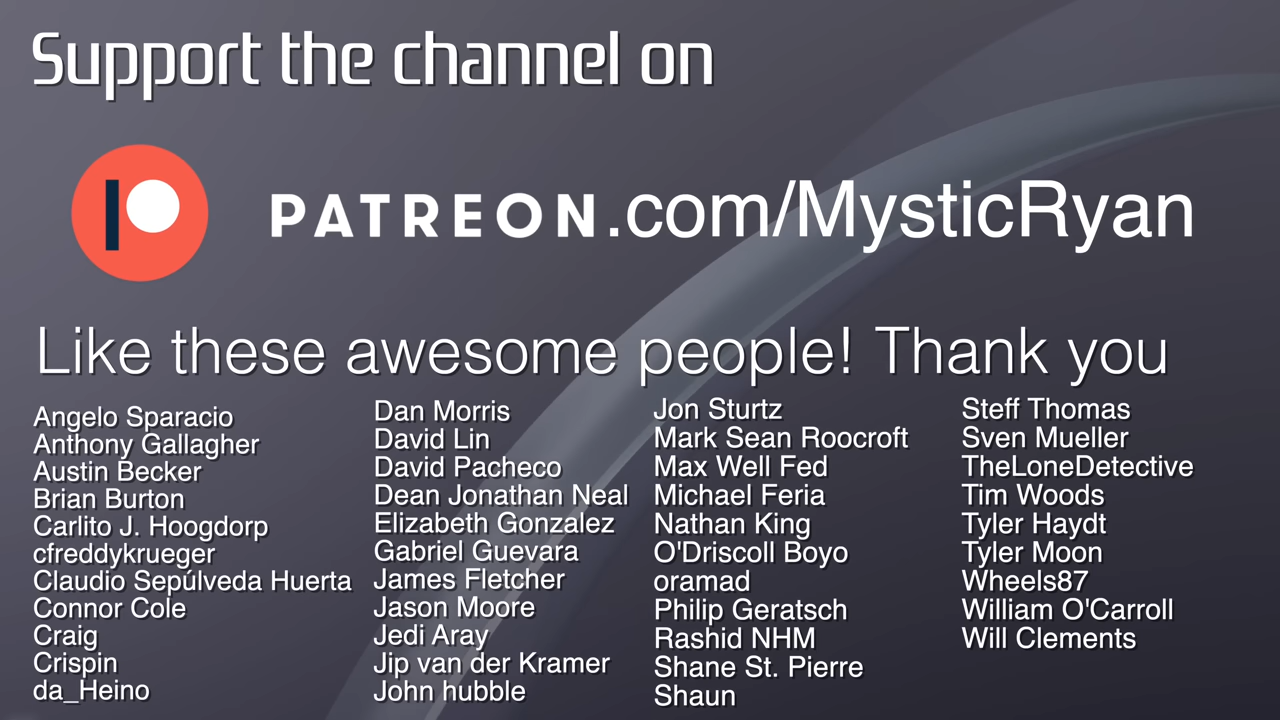 Support the channel on
PATREON.com/MysticRyan
Like these awesome people! Thank you
Angelo Sparacio
Anthony Gallagher
Austin Becker
Brian Burton
Carlito J. Hoogdorp
cfreddykrueger
Claudio Sepúlveda Huerta
Connor Cole
Craig
Crispin
da_Heino
Dan Morris
David Lin
David Pacheco
Dean Jonathan Neal
Elizabeth Gonzalez
Gabriel Guevara
James Fletcher
Jason Moore
Jedi Aray
Jip van der Kramer
John hubble
Jon Sturtz
Mark Sean Roocroft
Max Well Fed
Michael Feria
Nathan King
O'Driscoll Boyo
oramad
Philip Geratsch
Rashid NHM
Shane St. Pierre
Shaun
Steff Thomas
Sven Mueller
TheLoneDetective
Tim Woods
Tyler Haydt
Tyler Moon
Wheels87
William O'Carroll
Will Clements